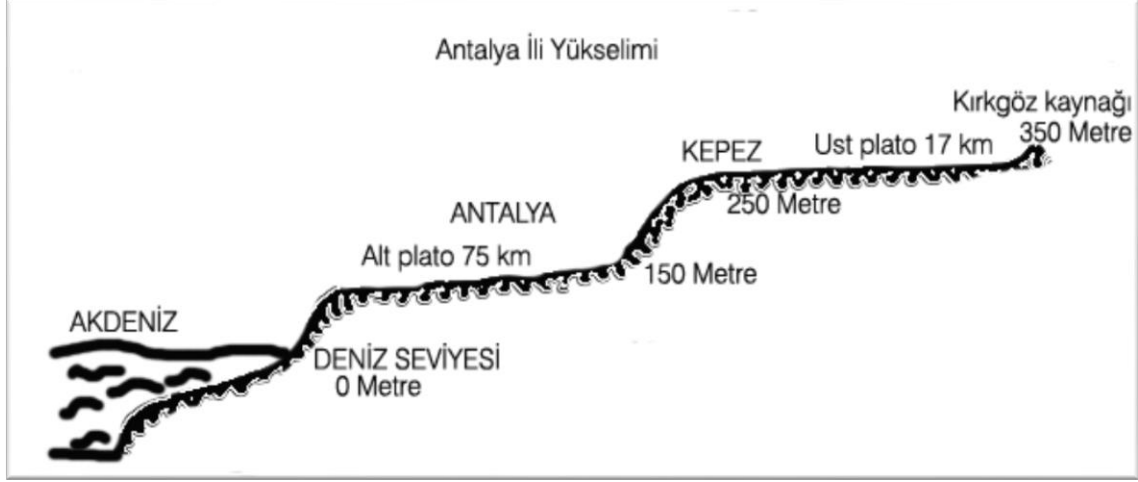 Antalya İli Yükselimi
Kırkgöz kaynağı
350 Metre
Ust plato 17 km
KEPEZ
250 Metre
ANTALYA
Alt plato 75 km
150 Metre
AKDENİZ
DENİZ SEVİYESİ
0 Metre